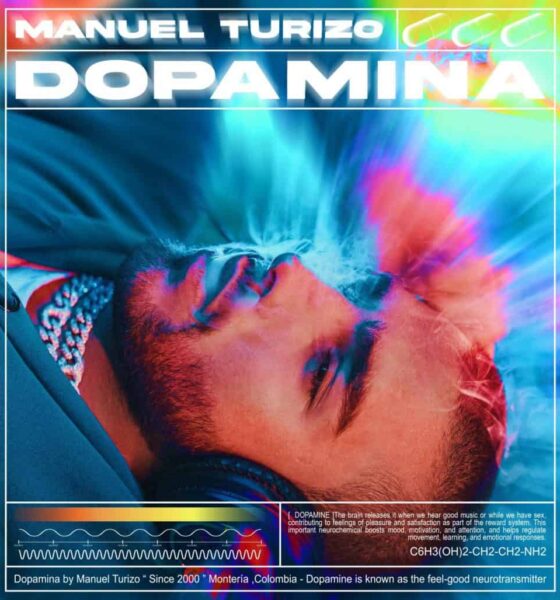 MANUEL TURIZO
DOPAMINA
[ DOPAMINE ]The brain releases it when we hear good music or while we have sex,
contributing to feelings of pleasure and satisfaction as part of the reward system. This
important neurochemical boosts mood, motivation, and attention, and helps regulate
movement, learning, and emotional responses.
C6H3(OH)2-CH2-CH2-NH2
Dopamina by Manuel Turizo “ Since 2000 ” Montería ,Colombia - Dopamine is known as the feel-good neurotransmitter